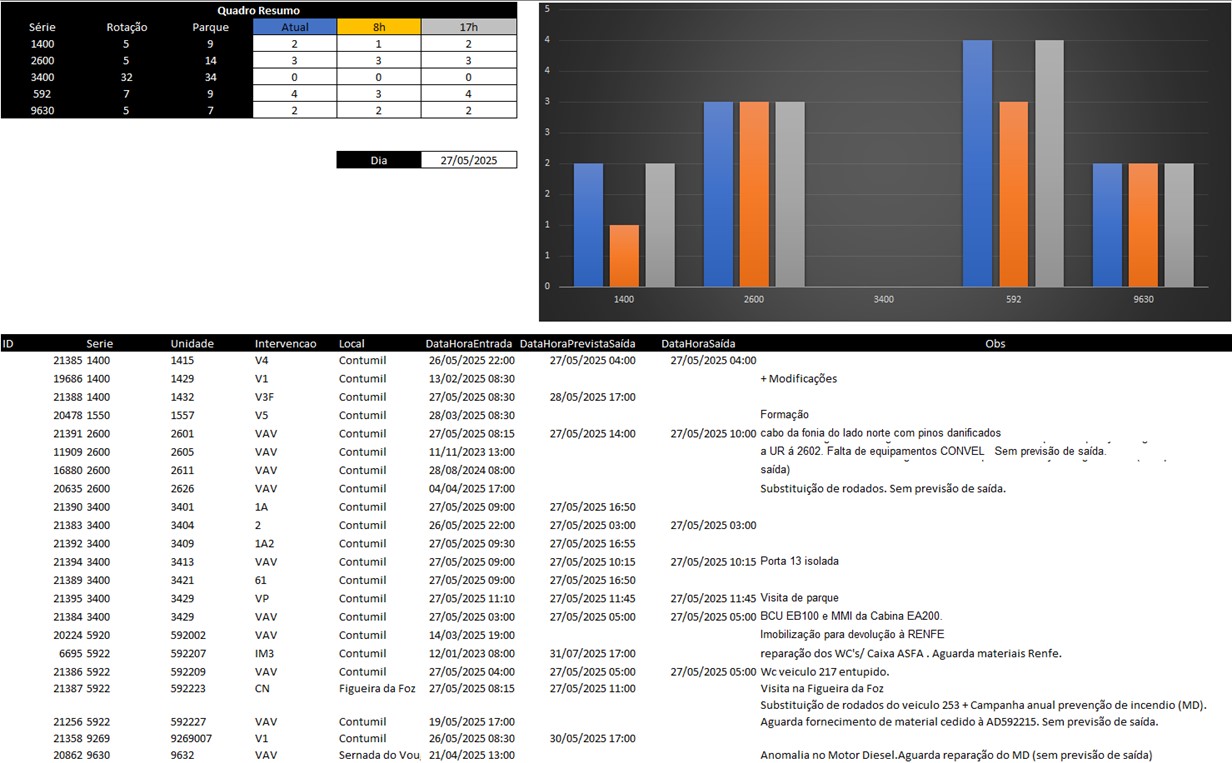 Quadro Resumo
Série Rotação Parque Atual 8h 17h
1400 5 9 2 1 2
2600 5 14 3 3 3
3400 32 34 0 0 0
592 7 9 4 3 4
9630 5 7 2 2 2
Dia 27/05/2025
5
4
4
3
3
2
2
1
1
0
1400 2600 3400 592 9630
ID Serie Unidade Intervencao Local DataHoraEntrada DataHoraPrevistaSaída DataHoraSaída Obs
21385 1400 1415 V4 Contumil 26/05/2025 22:00 27/05/2025 04:00 27/05/2025 04:00
19686 1400 1429 V1 Contumil 13/02/2025 08:30 + Modificações
21388 1400 1432 V3F Contumil 27/05/2025 08:30 28/05/2025 17:00
20478 1550 1557 V5 Contumil 28/03/2025 08:30 Formação
21391 2600 2601 VAV Contumil 27/05/2025 08:15 27/05/2025 14:00 27/05/2025 10:00 cabo da fonia do lado norte com pinos danificados
11909 2600 2605 VAV Contumil 11/11/2023 13:00 a UR á 2602. Falta de equipamentos CONVEL Sem previsão de saída.
16880 2600 2611 VAV Contumil 28/08/2024 08:00 saída)
20635 2600 2626 VAV Contumil 04/04/2025 17:00 Substituição de rodados. Sem previsão de saída.
21390 3400 3401 1A Contumil 27/05/2025 09:00 27/05/2025 16:50
21383 3400 3404 2 Contumil 26/05/2025 22:00 27/05/2025 03:00 27/05/2025 03:00
21392 3400 3409 1A2 Contumil 27/05/2025 09:30 27/05/2025 16:55
21394 3400 3413 VAV Contumil 27/05/2025 09:00 27/05/2025 10:15 27/05/2025 10:15 Porta 13 isolada
21389 3400 3421 61 Contumil 27/05/2025 09:00 27/05/2025 16:50
21395 3400 3429 VP Contumil 27/05/2025 11:10 27/05/2025 11:45 27/05/2025 11:45 Visita de parque
21384 3400 3429 VAV Contumil 27/05/2025 03:00 27/05/2025 05:00 27/05/2025 05:00 BCU EB100 e MMI da Cabina EA200.
20224 5920 592002 VAV Contumil 14/03/2023 19:00 Imobilização para devolução à RENFE
6695 5922 592207 IM3 Contumil 12/01/2023 08:00 31/07/2025 17:00 reparação dos WC's/ Caixa ASFA . Aguarda materiais Renfe.
21386 5922 592209 VAV Contumil 27/05/2025 04:00 27/05/2025 05:00 27/05/2025 05:00 Wc veiculo 217 entupido.
21387 5922 592223 CN Figueira da Foz 27/05/2025 08:15 27/05/2025 11:00 Visita na Figueira da Foz
Substituição de rodados do veiculo 253 + Campanha anual prevenção de incendio (MD).
21256 5922 592227 VAV Contumil 19/05/2025 17:00 Aguarda fornecimento de material cedido à AD592215. Sem previsão de saída.
21358 9269 9269007 V1 Contumil 26/05/2025 08:30 30/05/2025 17:00
20862 9630 9632 VAV Sernada do Vou 21/04/2025 13:00 Anomalia no Motor Diesel.Aguarda reparação do MD (sem previsão de saída)